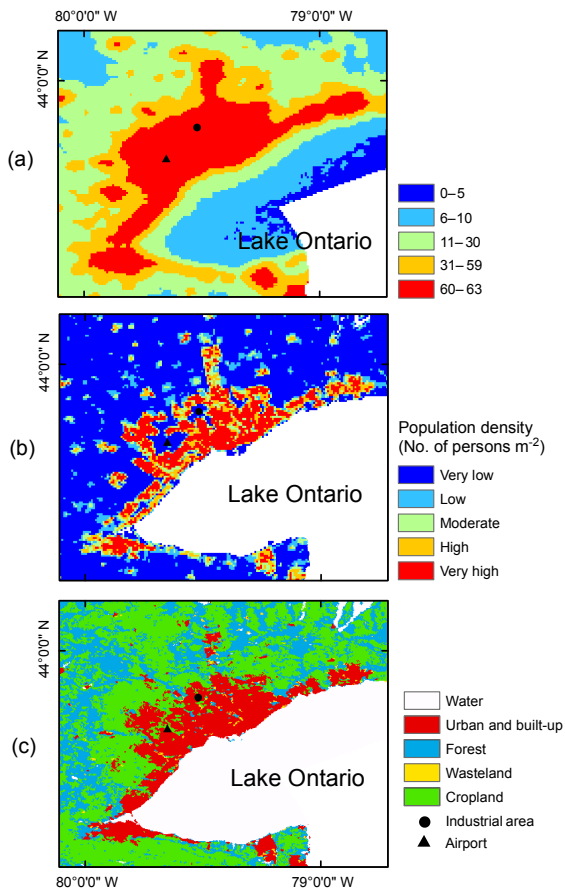 80°0'0" W
79°0'0" W
44°0'0" N
(a)
Lake Ontario
0–5
6–10
11–30
31–59
60–63
44°0'0" N
(b)
Lake Ontario
Population density
(No. of persons m-2)
Very low
Low
Moderate
High
Very high
44°0'0" N
(c)
Lake Ontario
Water
Urban and built-up
Forest
Wasteland
Cropland
Industrial area
Airport
80°0'0" W
79°0'0" W